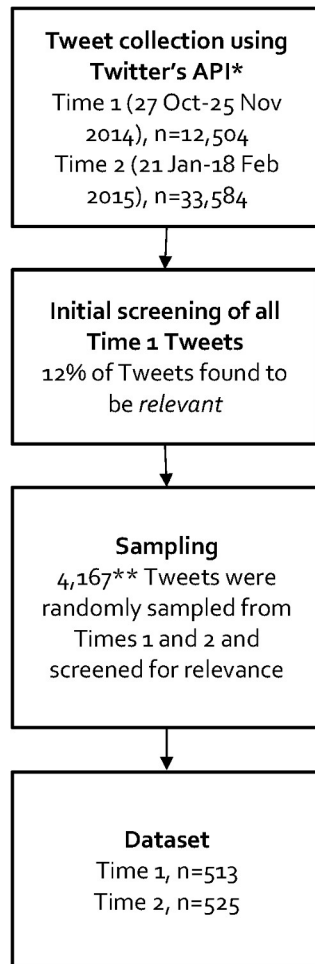 Tweet collection using
Twitter's API*
Time 1 (27 Oct-25 Nov
2014), n=12,504
Time 2 (21 Jan-18 Feb
2015), n=33,584
Initial screening of all
Time 1 Tweets
12% of Tweets found to
be relevant
Sampling
4,167** Tweets were
randomly sampled from
Times 1 and 2 and
screened for relevance
Dataset
Time 1, n=513
Time 2, n=525